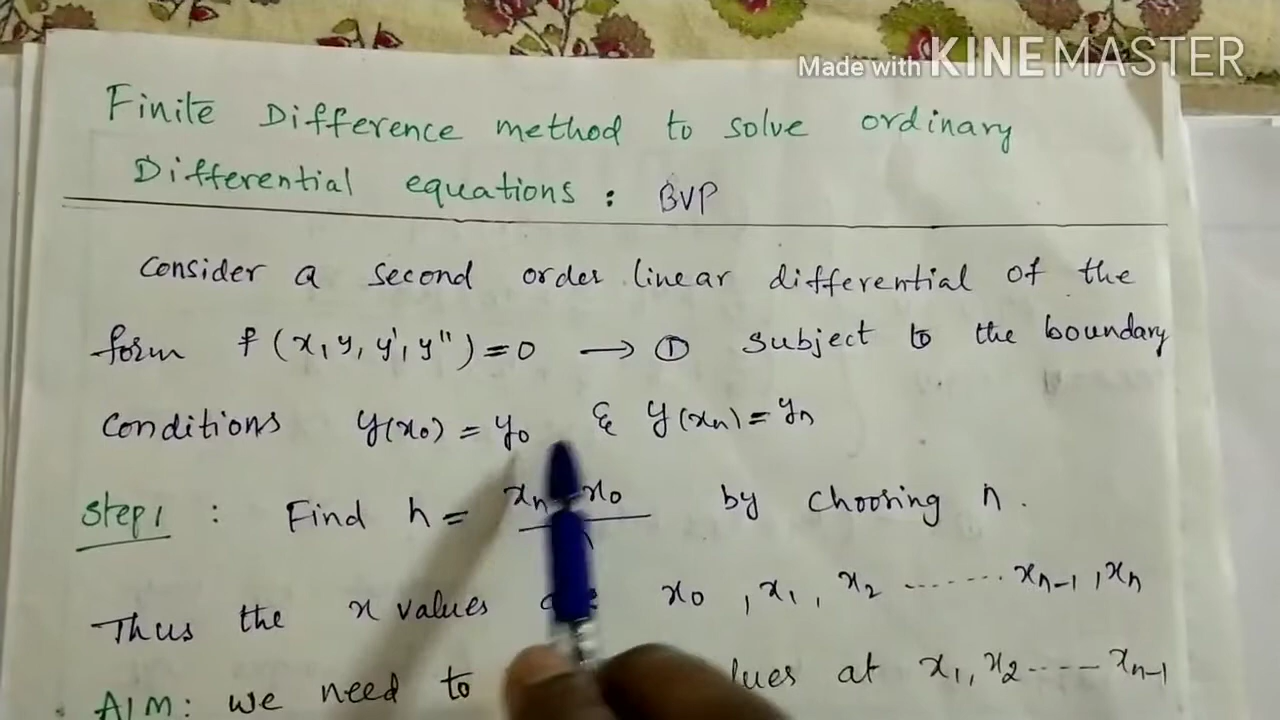 Made with KINEMASTER
Finite Difference method to solve ordinary
Differential equations : BVP
Consider a second order linear differential of the
form f(x, y, y', y'') = 0 → ① subject to the boundary
conditions y(x₀) = y₀ & y(xₙ) = yₙ
Step 1 : Find h = xₙ x₀ / n by choosing n.
Thus the x values x₀, x₁, x₂ ....... xₙ₋₁, xₙ
AIM: we need to at x₁, x₂ ---- xₙ₋₁